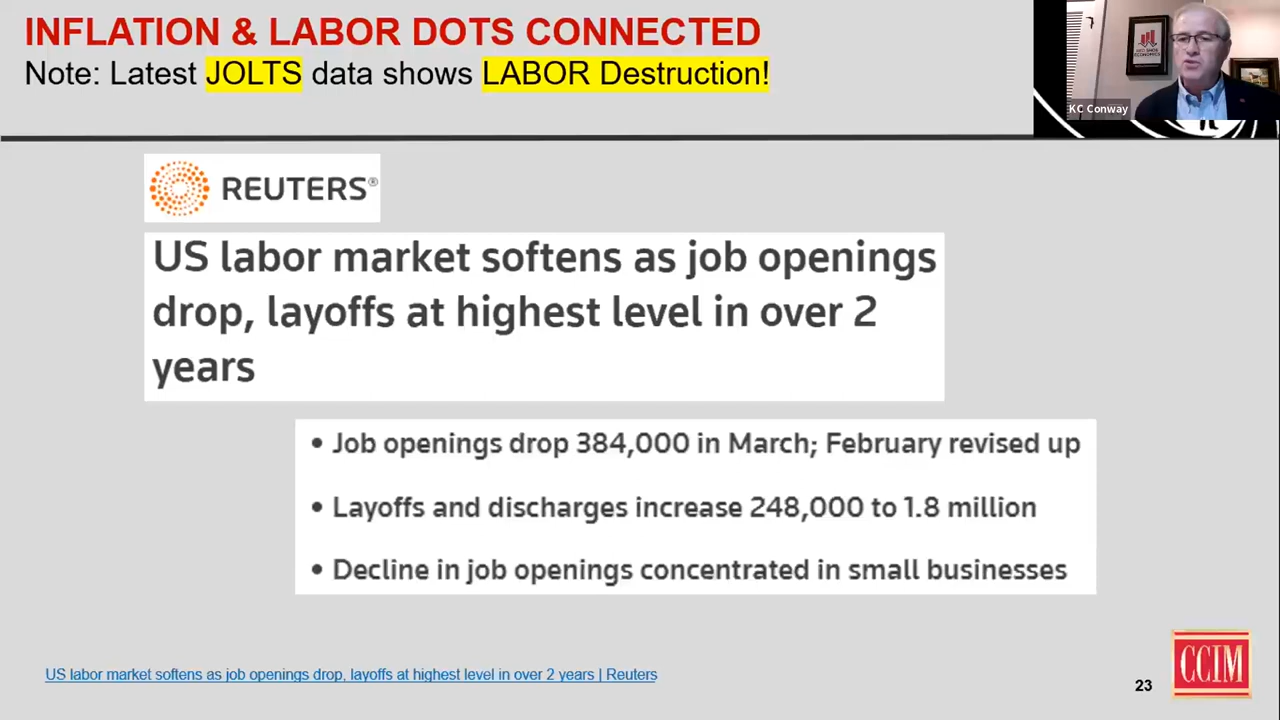 INFLATION & LABOR DOTS CONNECTED
Note: Latest JOLTS data shows LABOR Destruction!
KC Conway
REUTERS®
US labor market softens as job openings
drop, layoffs at highest level in over 2
years
• Job openings drop 384,000 in March; February revised up
• Layoffs and discharges increase 248,000 to 1.8 million
• Decline in job openings concentrated in small businesses
US labor market softens as job openings drop, layoffs at highest level in over 2 years | Reuters
23
CCIM